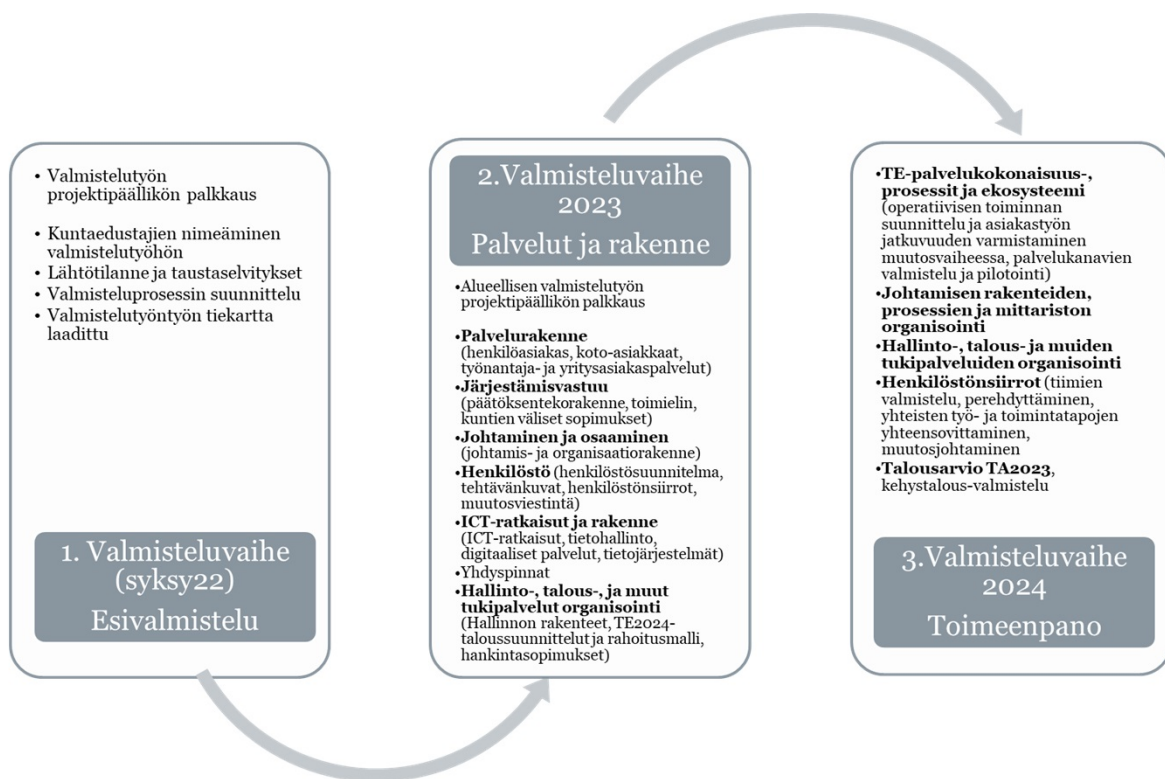 • Valmistelutyön
projektipäällikön palkkaus
• Kuntaedustajien nimeäminen
valmistelutyöhön
• Lähtötilanne ja taustaselvitykset
• Valmisteluprosessin suunnittelu
• Valmistelutyöntyön tiekartta
laadittu
1. Valmisteluvaihe
(syksy22)
Esivalmistelu
2.Valmisteluvaihe
2023
Palvelut ja rakenne
•Alueellisen valmistelutyön
projektipäällikön palkkaus
•Palvelurakenne
(henkilöasiakas, koto-asiakkaat,
työnantaja- ja yritysasiakaspalvelut)
•Järjestämisvastuu
(päätöksentekorakenne, toimielin,
kuntien väliset sopimukset)
•Johtaminen ja osaaminen
(johtamis- ja organisaatiorakenne)
•Henkilöstö (henkilöstösuunnitelma,
tehtävänkuvat, henkilöstönsiirrot,
muutosviestintä)
•ICT-ratkaisut ja rakenne
(ICT-ratkaisut, tietohallinto,
digitaaliset palvelut, tietojärjestelmät)
•Yhdyspinnat
•Hallinto-, talous-, ja muut
tukipalvelut organisointi
(Hallinnon rakenteet, TE2024-
taloussuunnittelut ja rahoitusmalli,
hankintasopimukset)
•TE-palvelukokonaisuus-,
prosessit ja ekosysteemi
(operatiivisen toiminnan
suunnittelu ja asiakastyön
jatkuvuuden varmistaminen
muutosvaiheessa, palvelukanavien
valmistelu ja pilotointi)
•Johtamisen rakenteiden,
prosessien ja mittariston
organisointi
•Hallinto-, talous- ja muiden
tukipalveluiden organisointi
•Henkilöstönsiirrot (tiimien
valmistelu, perehdyttäminen,
yhteisten työ- ja toimintatapojen
yhteensovittaminen,
muutosjohtaminen
•Talousarvio TA2023,
kehystalous-valmistelu
3.Valmisteluvaihe
2024
Toimeenpano